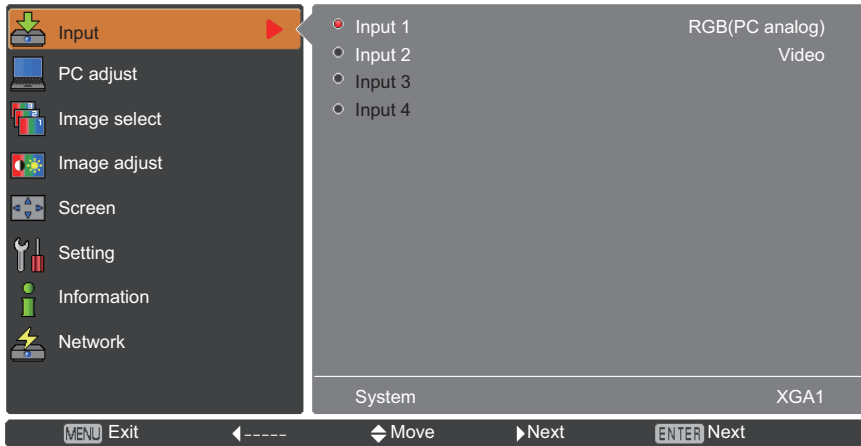 Input
PC adjust
Image select
Image adjust
Screen
Setting
Information
Network
Input 1 RGB(PC analog)
Input 2 Video
Input 3
Input 4
System XGA1
MENU Exit ----- Move Next ENTER Next